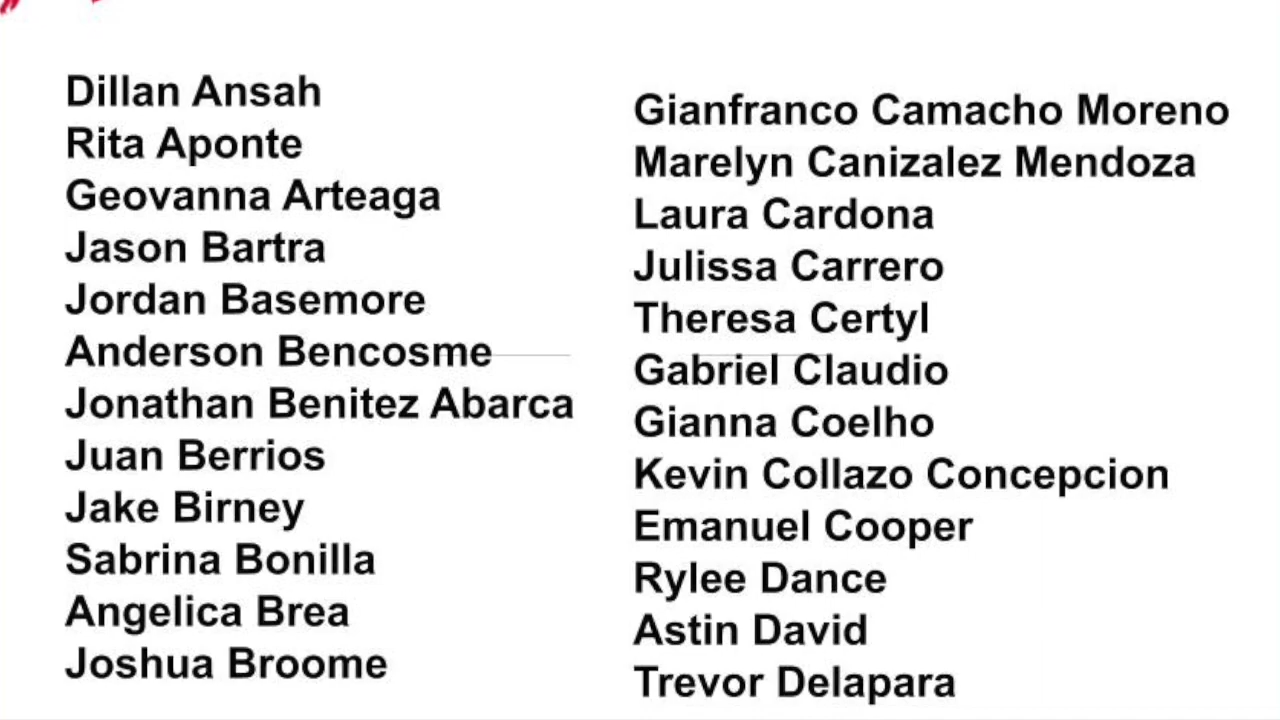 Dillan Ansah
Rita Aponte
Geovanna Arteaga
Jason Bartra
Jordan Basemore
Anderson Bencosme
Jonathan Benitez Abarca
Juan Berrios
Jake Birney
Sabrina Bonilla
Angelica Brea
Joshua Broome
Gianfranco Camacho Moreno
Marelyn Canizalez Mendoza
Laura Cardona
Julissa Carrero
Theresa Certyl
Gabriel Claudio
Gianna Coelho
Kevin Collazo Concepcion
Emanuel Cooper
Rylee Dance
Astin David
Trevor Delapara